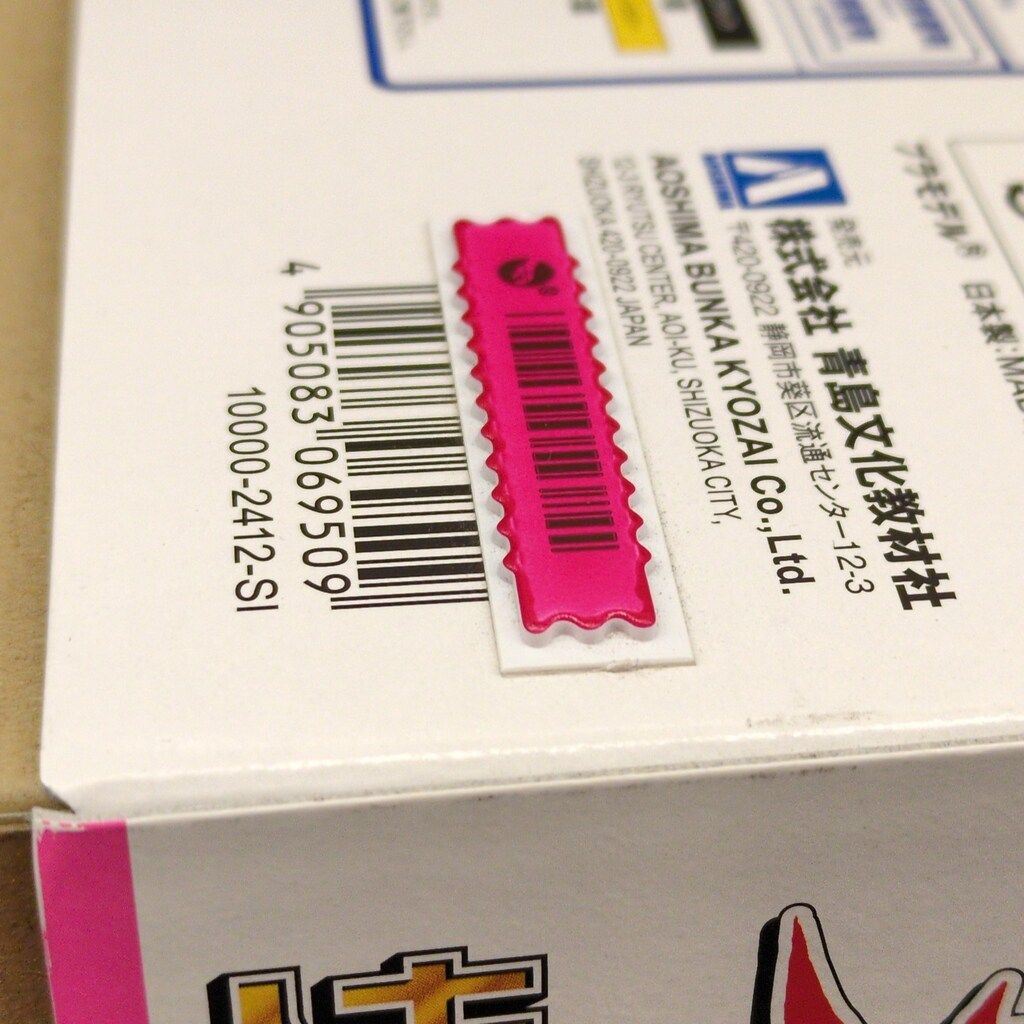 プラモデル® 日本製:MAD
発売元
株式会社 青島文化教材社
〒420-0922 静岡市葵区流通センター12-3
AOSHIMA BUNKA KYOZAI Co.,Ltd.
12-3 RYUTSU CENTER, AOI-KU, SHIZUOKA CITY,
SHIZUOKA 420-0922 JAPAN
4 905083 069509
10000-2412-SI